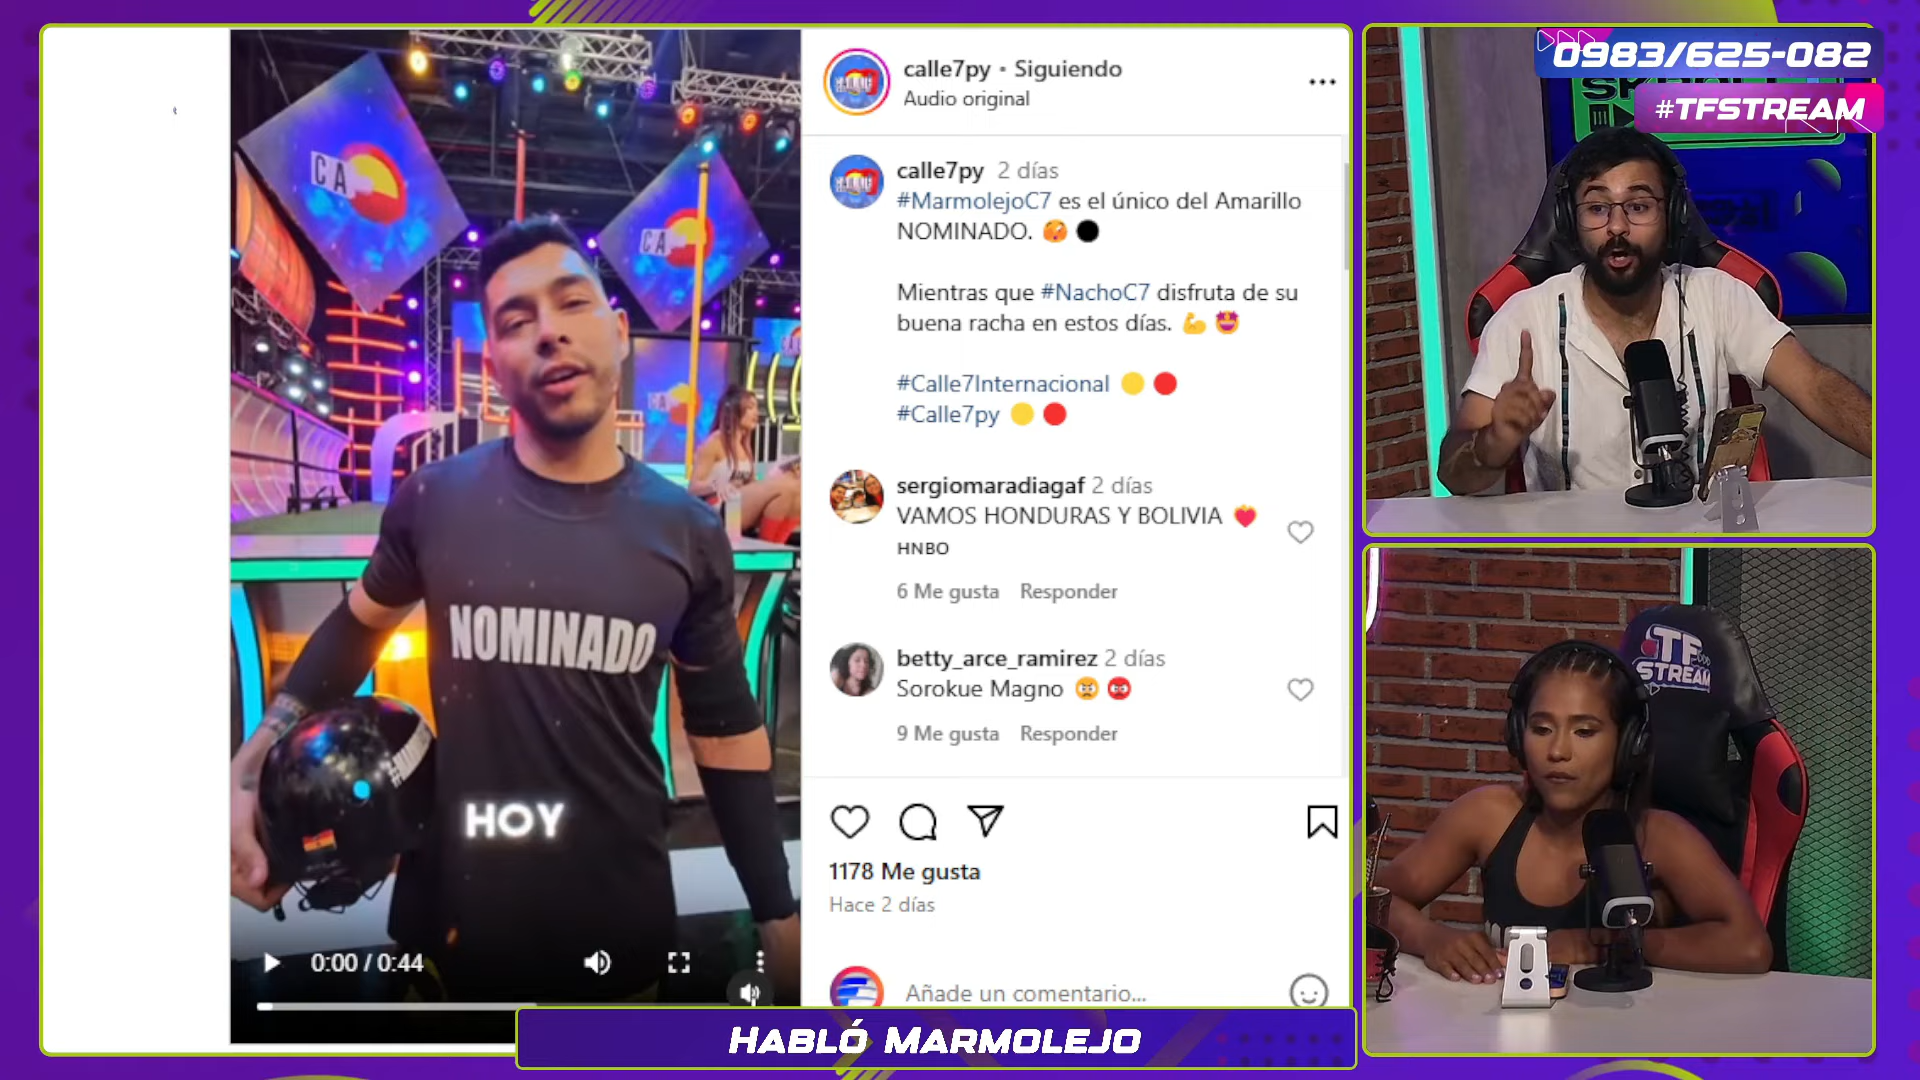 CA
CA
NOMINADO
HOY
0:00 / 0:44
calle7py • Siguiendo
Audio original
calle7py 2 días
#MarmolejoC7 es el único del Amarillo
NOMINADO. 🫣 ⚫
Mientras que #NachoC7 disfruta de su
buena racha en estos días. 💪 🤩
#Calle7Internacional 🟡 🔴
#Calle7py 🟡 🔴
sergiomaradiagaf 2 días
VAMOS HONDURAS Y BOLIVIA ❤️
HNBO
6 Me gusta Responder
betty_arce_ramirez 2 días
Sorokue Magno 😠 😡
9 Me gusta Responder
1178 Me gusta
Hace 2 días
Añade un comentario...
HABLÓ MARMOLEJO
0983/625-082
#TFSTREAM
TF
STREAM